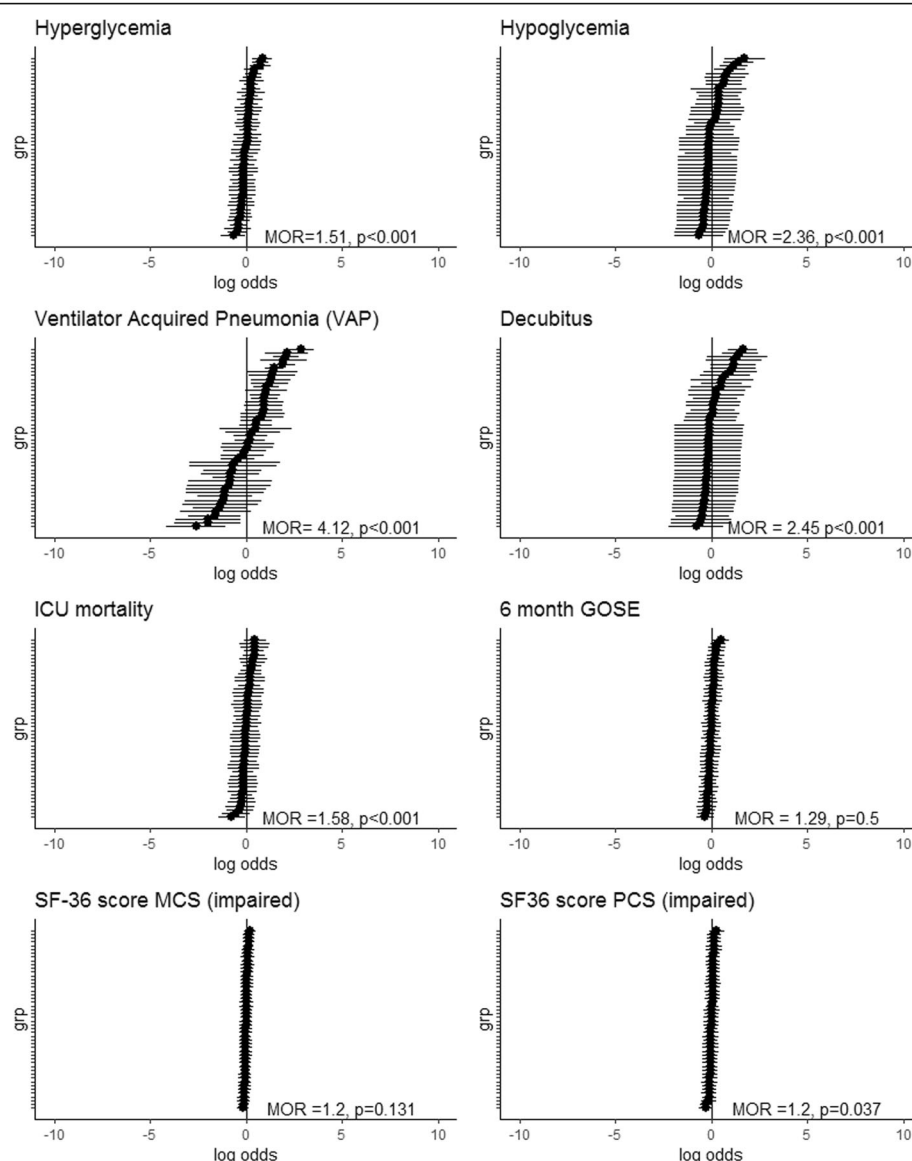 Hyperglycemia
grp
MOR=1.51, p<0.001
-10 -5 0 5 10
log odds
Hypoglycemia
grp
MOR =2.36, p<0.001
-10 -5 0 5 10
log odds
Ventilator Acquired Pneumonia (VAP)
grp
MOR= 4.12, p<0.001
-10 -5 0 5 10
log odds
Decubitus
grp
MOR = 2.45 p<0.001
-10 -5 0 5 10
log odds
ICU mortality
grp
MOR =1.58, p<0.001
-10 -5 0 5 10
log odds
6 month GOSE
grp
MOR = 1.29, p=0.5
-10 -5 0 5 10
log odds
SF-36 score MCS (impaired)
grp
MOR =1.2, p=0.131
-10 -5 0 5 10
log odds
SF36 score PCS (impaired)
grp
MOR =1.2, p=0.037
-10 -5 0 5 10
log odds